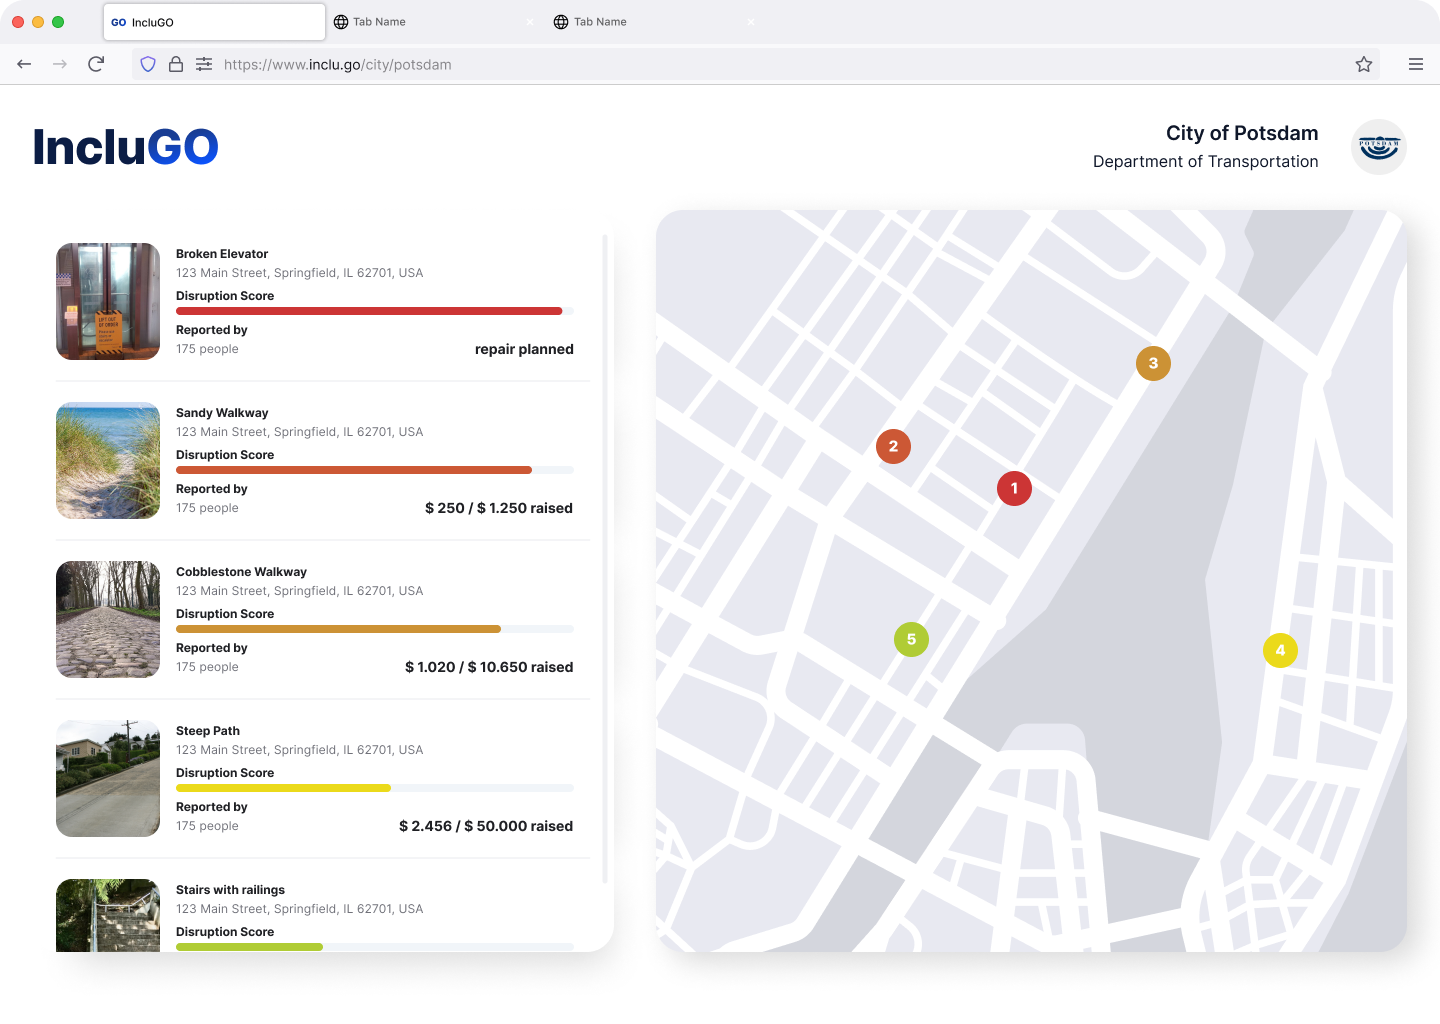 GO IncluGO
Tab Name
Tab Name
https://www.inclu.go/city/potsdam
IncluGO
City of Potsdam
Department of Transportation
POTSDAM
Broken Elevator
123 Main Street, Springfield, IL 62701, USA
Disruption Score
Reported by
175 people
repair planned
LIFT OUT
OF ORDER
Sandy Walkway
123 Main Street, Springfield, IL 62701, USA
Disruption Score
Reported by
175 people
$ 250 / $ 1.250 raised
Cobblestone Walkway
123 Main Street, Springfield, IL 62701, USA
Disruption Score
Reported by
175 people
$ 1.020 / $ 10.650 raised
Steep Path
123 Main Street, Springfield, IL 62701, USA
Disruption Score
Reported by
175 people
$ 2.456 / $ 50.000 raised
Stairs with railings
123 Main Street, Springfield, IL 62701, USA
Disruption Score
3
2
1
5
4